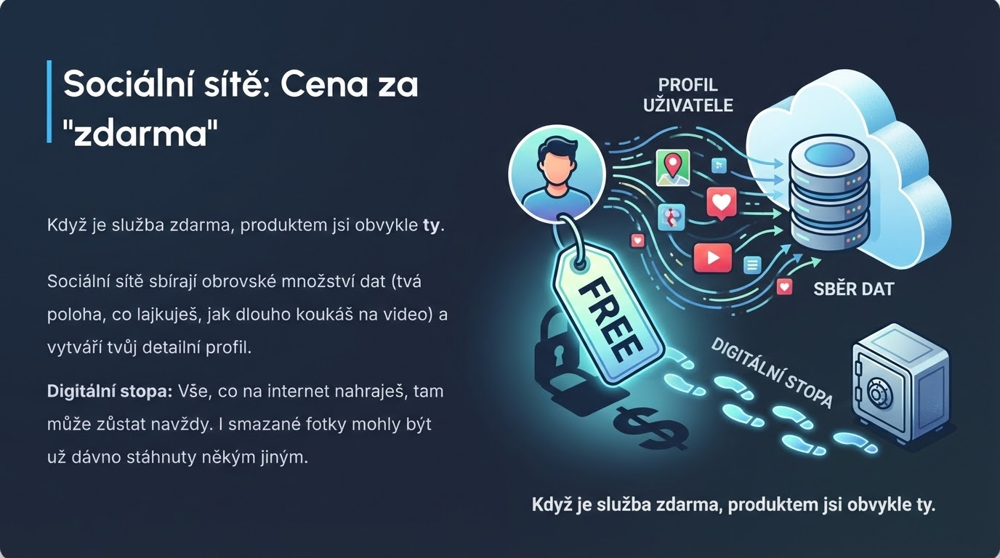 Sociální sítě: Cena za
"zdarma"
Když je služba zdarma, produktem jsi obvykle ty.
Sociální sítě sbírají obrovské množství dat (tvá
poloha, co lajkuješ, jak dlouho koukáš na video) a
vytváří tvůj detailní profil.
Digitální stopa: Vše, co na internet nahraješ, tam
může zůstat navždy. I smazané fotky mohly být
už dávno stáhnuty někým jiným.
PROFIL
UŽIVATELE
FREE
SBĚR DAT
DIGITÁLNÍ STOPA
$
Když je služba zdarma, produktem jsi obvykle ty.